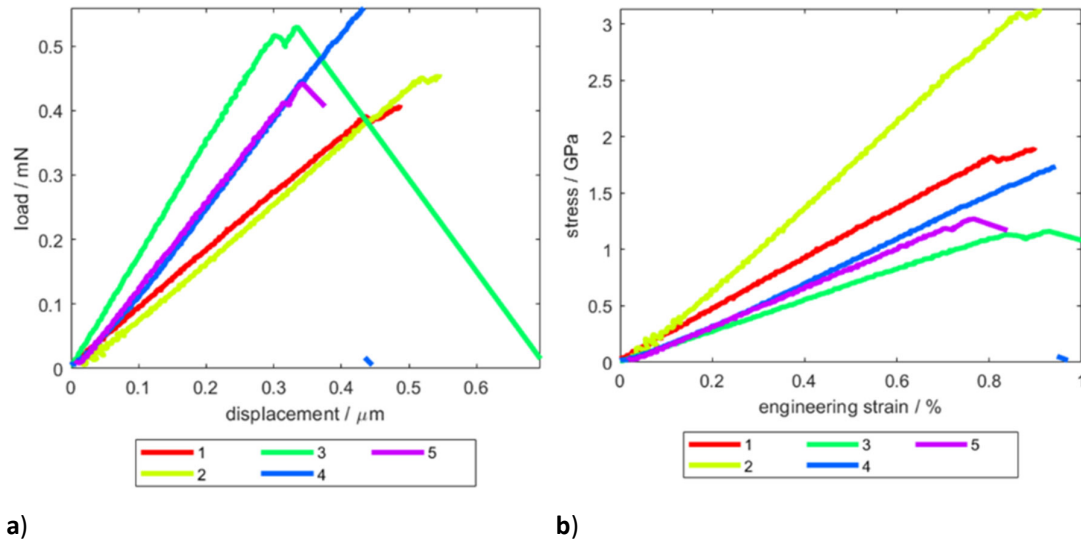 load / mN
0.5
0.4
0.3
0.2
0.1
0
0 0.1 0.2 0.3 0.4 0.5 0.6
displacement / μm
1 3 5
2 4
a)
stress / GPa
3
2.5
2
1.5
1
0.5
0
0 0.2 0.4 0.6 0.8 1
engineering strain / %
1 3 5
2 4
b)